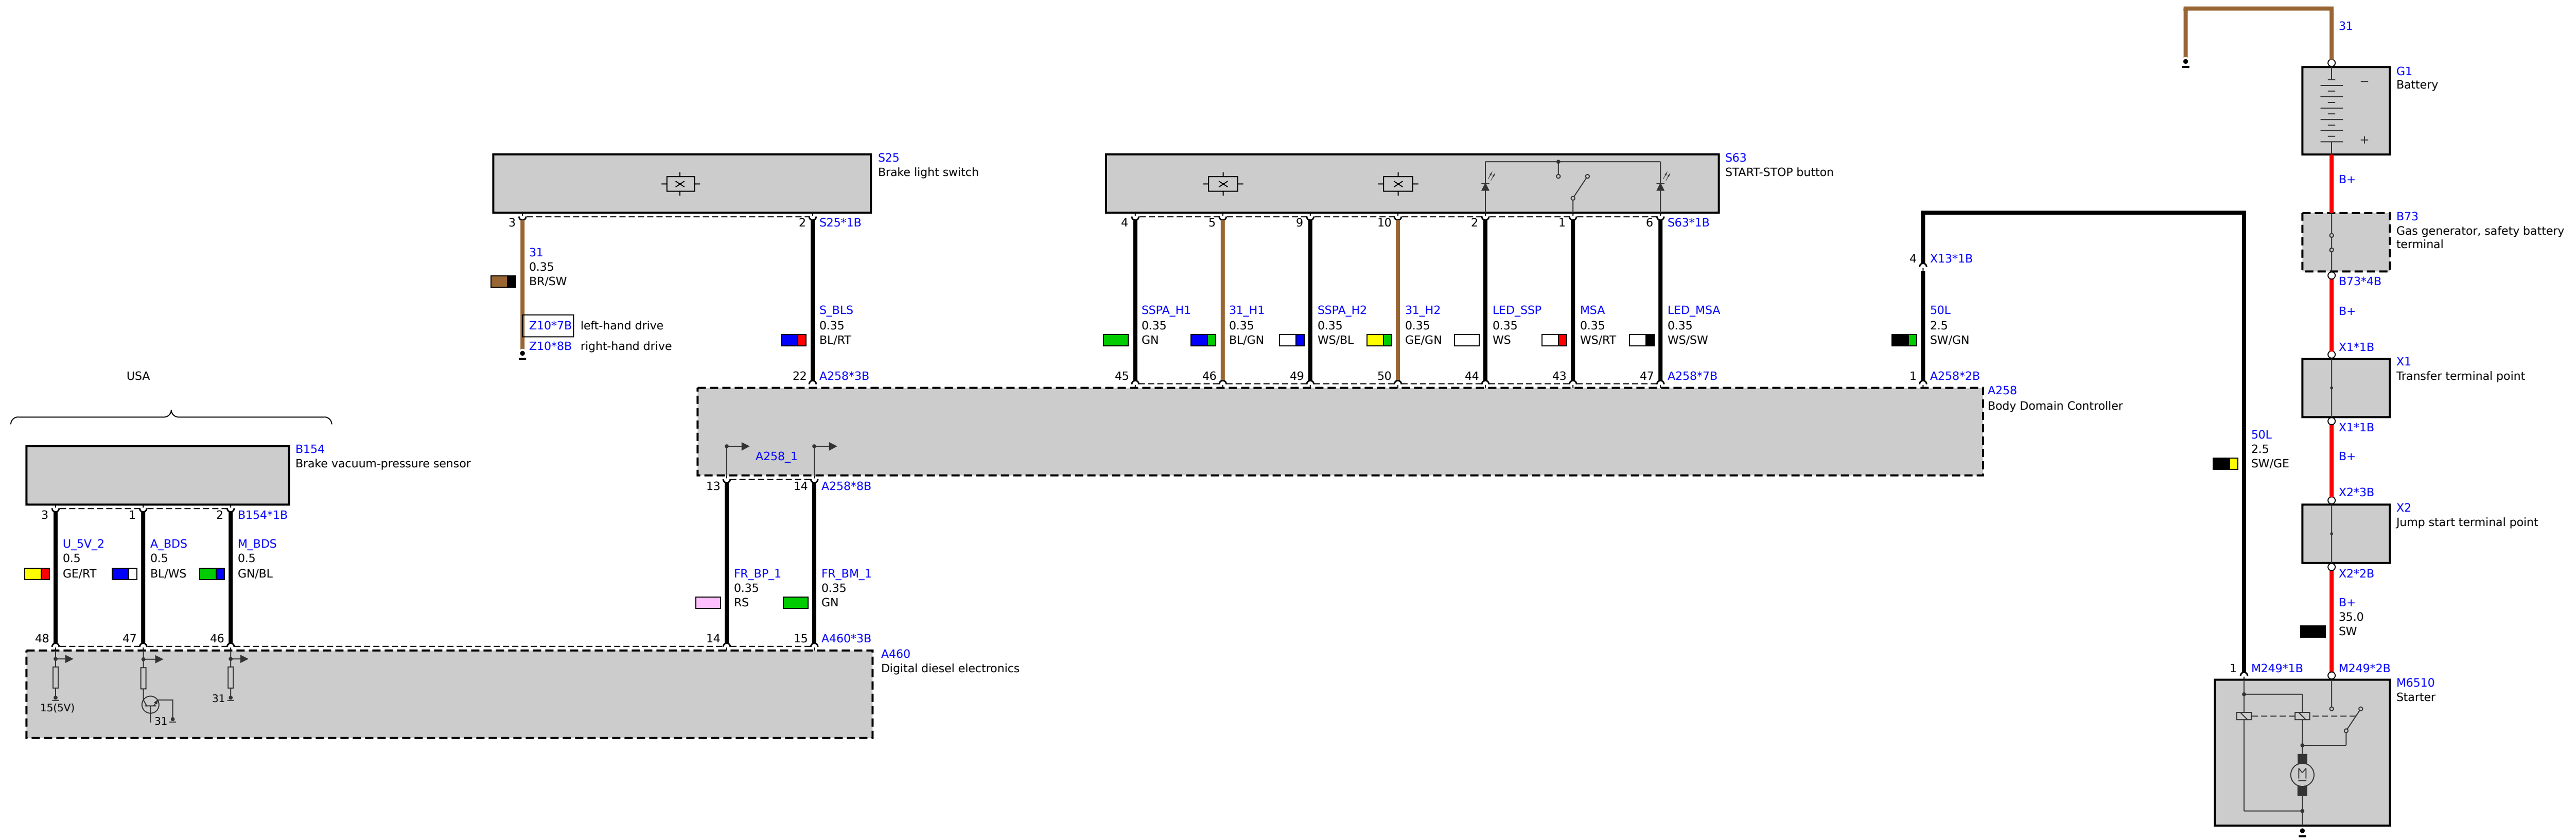 31
G1
Battery
B+
B73
Gas generator, safety battery
terminal
B73*4B
B+
X1*1B
X1
Transfer terminal point
X1*1B
B+
X2*3B
X2
Jump start terminal point
X2*2B
B+
35.0
SW
M249*2B
M6510
Starter
M
1 M249*1B
50L
2.5
SW/GE
4 X13*1B
50L
2.5
SW/GN
1 A258*2B
S25
Brake light switch
X
3
2 S25*1B
31
0.35
BR/SW
Z10*7B left-hand drive
Z10*8B right-hand drive
S_BLS
0.35
BL/RT
22 A258*3B
S63
START-STOP button
X X
4 5 9 10 2 1 6 S63*1B
SSPA_H1 31_H1 SSPA_H2 31_H2 LED_SSP MSA LED_MSA
0.35 0.35 0.35 0.35 0.35 0.35 0.35
GN BL/GN WS/BL GE/GN WS WS/RT WS/SW
45 46 49 50 44 43 47 A258*7B
A258
Body Domain Controller
A258_1
13 14 A258*8B
FR_BP_1 FR_BM_1
0.35 0.35
RS GN
14 15 A460*3B
USA
B154
Brake vacuum-pressure sensor
3 1 2 B154*1B
U_5V_2 A_BDS M_BDS
0.5 0.5 0.5
GE/RT BL/WS GN/BL
48 47 46
A460
Digital diesel electronics
15(5V)
31
31